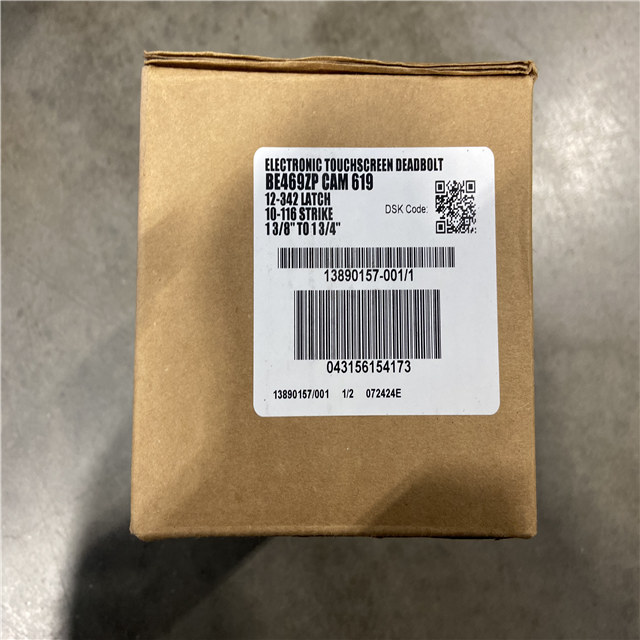 ELECTRONIC TOUCHSCREEN DEADBOLT
BE469ZP CAM 619
12-342 LATCH
10-116 STRIKE
1 3/8" TO 1 3/4"
DSK Code:
13890157-001/1
043156154173
13890157/001 1/2 072424E